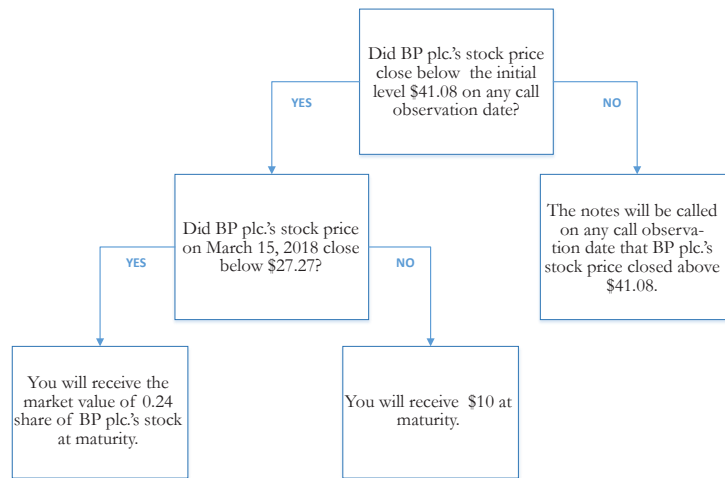 Did BP plc.'s stock price
close below the initial
level $41.08 on any call
observation date?
YES
NO
Did BP plc.'s stock price
on March 15, 2018 close
below $27.27?
The notes will be called
on any call observa-
tion date that BP plc.'s
stock price closed above
$41.08.
YES
NO
You will receive the
market value of 0.24
share of BP plc.'s stock
at maturity.
You will receive $10 at
maturity.